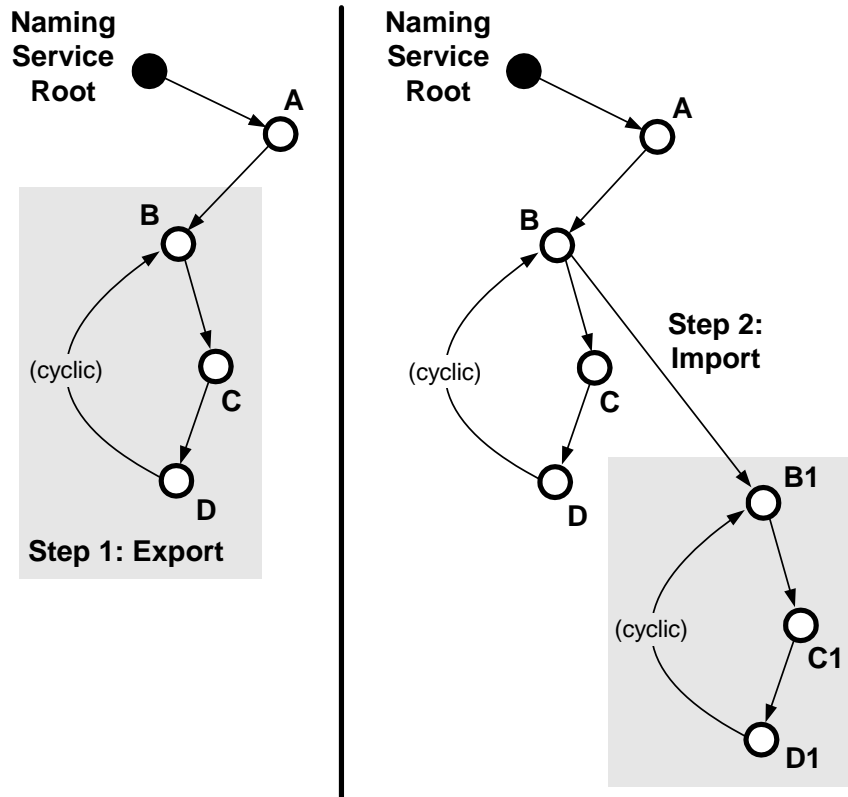 Naming
Service
Root
A
B
(cyclic)
C
D
Step 1: Export
Naming
Service
Root
A
B
Step 2:
Import
(cyclic)
C
D
B1
(cyclic)
C1
D1